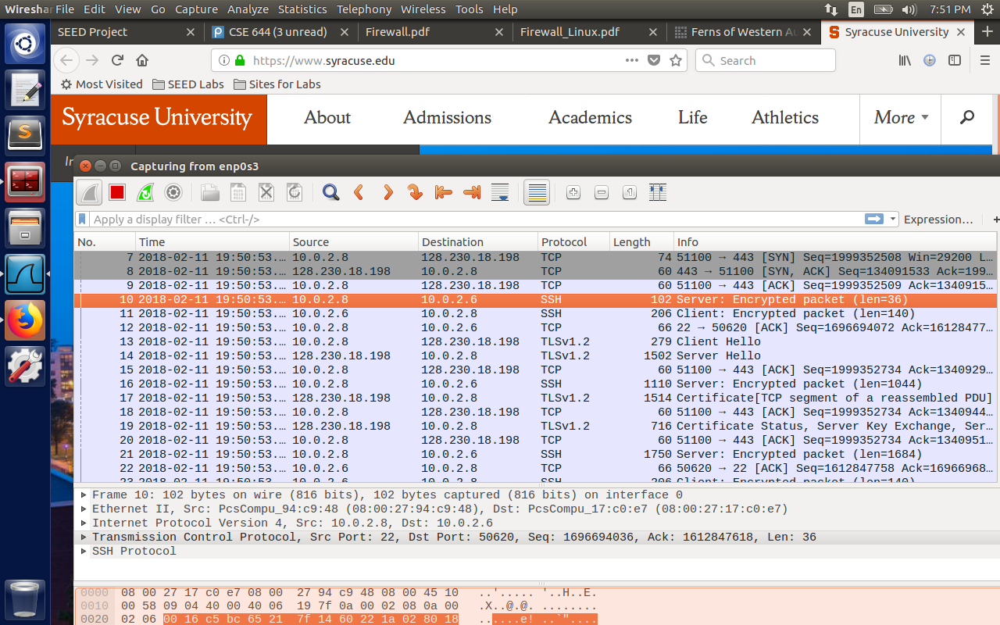 Wireshar File Edit View Go Capture Analyze Statistics Telephony Wireless Tools Help En 7:51 PM
SEED Project CSE 644 (3 unread) Firewall.pdf Firewall_Linux.pdf Ferns of Western Au Syracuse University
https://www.syracuse.edu Search
Most Visited SEED Labs Sites for Labs
Syracuse University About Admissions Academics Life Athletics More
Capturing from enp0s3
Apply a display filter … <Ctrl-/> Expression…
No. Time Source Destination Protocol Length Info
7 2018-02-11 19:50:53.… 10.0.2.8 128.230.18.198 TCP 74 51100 → 443 [SYN] Seq=1999352508 Win=29200 L…
8 2018-02-11 19:50:53.… 128.230.18.198 10.0.2.8 TCP 60 443 → 51100 [SYN, ACK] Seq=134091533 Ack=199…
9 2018-02-11 19:50:53.… 10.0.2.8 128.230.18.198 TCP 60 51100 → 443 [ACK] Seq=1999352509 Ack=1340915…
10 2018-02-11 19:50:53.… 10.0.2.8 10.0.2.6 SSH 102 Server: Encrypted packet (len=36)
11 2018-02-11 19:50:53.… 10.0.2.6 10.0.2.8 SSH 206 Client: Encrypted packet (len=140)
12 2018-02-11 19:50:53.… 10.0.2.8 10.0.2.6 TCP 66 22 → 50620 [ACK] Seq=1696694072 Ack=16128477…
13 2018-02-11 19:50:53.… 10.0.2.8 128.230.18.198 TLSv1.2 279 Client Hello
14 2018-02-11 19:50:53.… 128.230.18.198 10.0.2.8 TLSv1.2 1502 Server Hello
15 2018-02-11 19:50:53.… 10.0.2.8 128.230.18.198 TCP 60 51100 → 443 [ACK] Seq=1999352734 Ack=1340929…
16 2018-02-11 19:50:53.… 10.0.2.8 10.0.2.6 SSH 1110 Server: Encrypted packet (len=1044)
17 2018-02-11 19:50:53.… 128.230.18.198 10.0.2.8 TLSv1.2 1514 Certificate[TCP segment of a reassembled PDU]
18 2018-02-11 19:50:53.… 10.0.2.8 128.230.18.198 TCP 60 51100 → 443 [ACK] Seq=1999352734 Ack=1340944…
19 2018-02-11 19:50:53.… 128.230.18.198 10.0.2.8 TLSv1.2 716 Certificate Status, Server Key Exchange, Ser…
20 2018-02-11 19:50:53.… 10.0.2.8 128.230.18.198 TCP 60 51100 → 443 [ACK] Seq=1999352734 Ack=1340951…
21 2018-02-11 19:50:53.… 10.0.2.8 10.0.2.6 SSH 1750 Server: Encrypted packet (len=1684)
22 2018-02-11 19:50:53.… 10.0.2.6 10.0.2.8 TCP 66 50620 → 22 [ACK] Seq=1612847758 Ack=16966968…
23 2018-02-11 19:50:53.… 10.0.2.6 10.0.2.8 SSH 206 Client: Encrypted packet (len=140)
Frame 10: 102 bytes on wire (816 bits), 102 bytes captured (816 bits) on interface 0
Ethernet II, Src: PcsCompu_94:c9:48 (08:00:27:94:c9:48), Dst: PcsCompu_17:c0:e7 (08:00:27:17:c0:e7)
Internet Protocol Version 4, Src: 10.0.2.8, Dst: 10.0.2.6
Transmission Control Protocol, Src Port: 22, Dst Port: 50620, Seq: 1696694036, Ack: 1612847618, Len: 36
SSH Protocol
0000 08 00 27 17 c0 e7 08 00 27 94 c9 48 08 00 45 10 ..'..... '..H..E.
0010 00 58 09 04 40 00 40 06 19 7f 0a 00 02 08 0a 00 .X..@.@. ........
0020 02 06 00 16 c5 bc 65 21 7f 14 60 22 1a 02 80 18 ......e! ..`"....